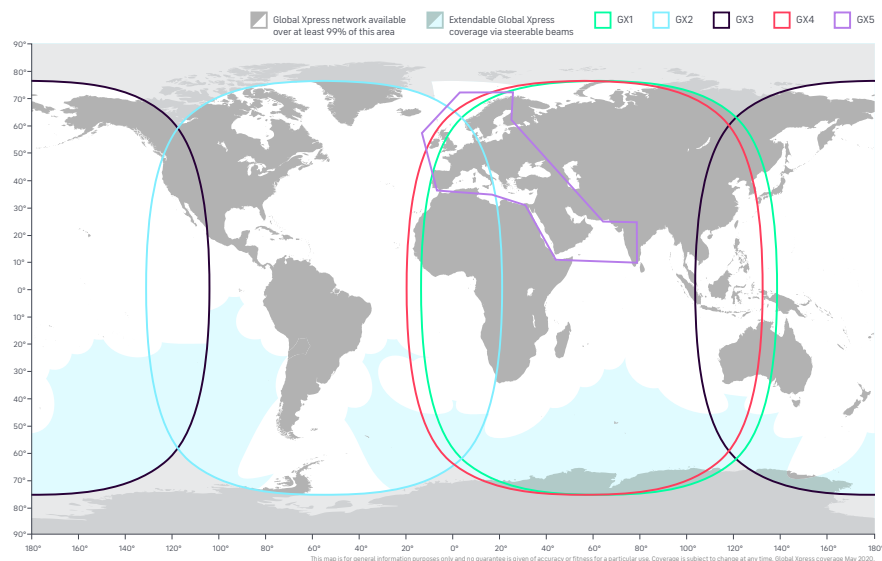 Global Xpress network available
over at least 99% of this area
Extendable Global Xpress
coverage via steerable beams
GX1
GX2
GX3
GX4
GX5
90°
80°
70°
60°
50°
40°
30°
20°
10°
0°
10°
20°
30°
40°
50°
60°
70°
80°
90°
180° 160° 140° 120° 100° 80° 60° 40° 20° 0° 20° 40° 60° 80° 100° 120° 140° 160° 180°
This map is for general information purposes only and no guarantee is given of accuracy or fitness for a particular use. Coverage is subject to change at any time. Global Xpress coverage May 2020.